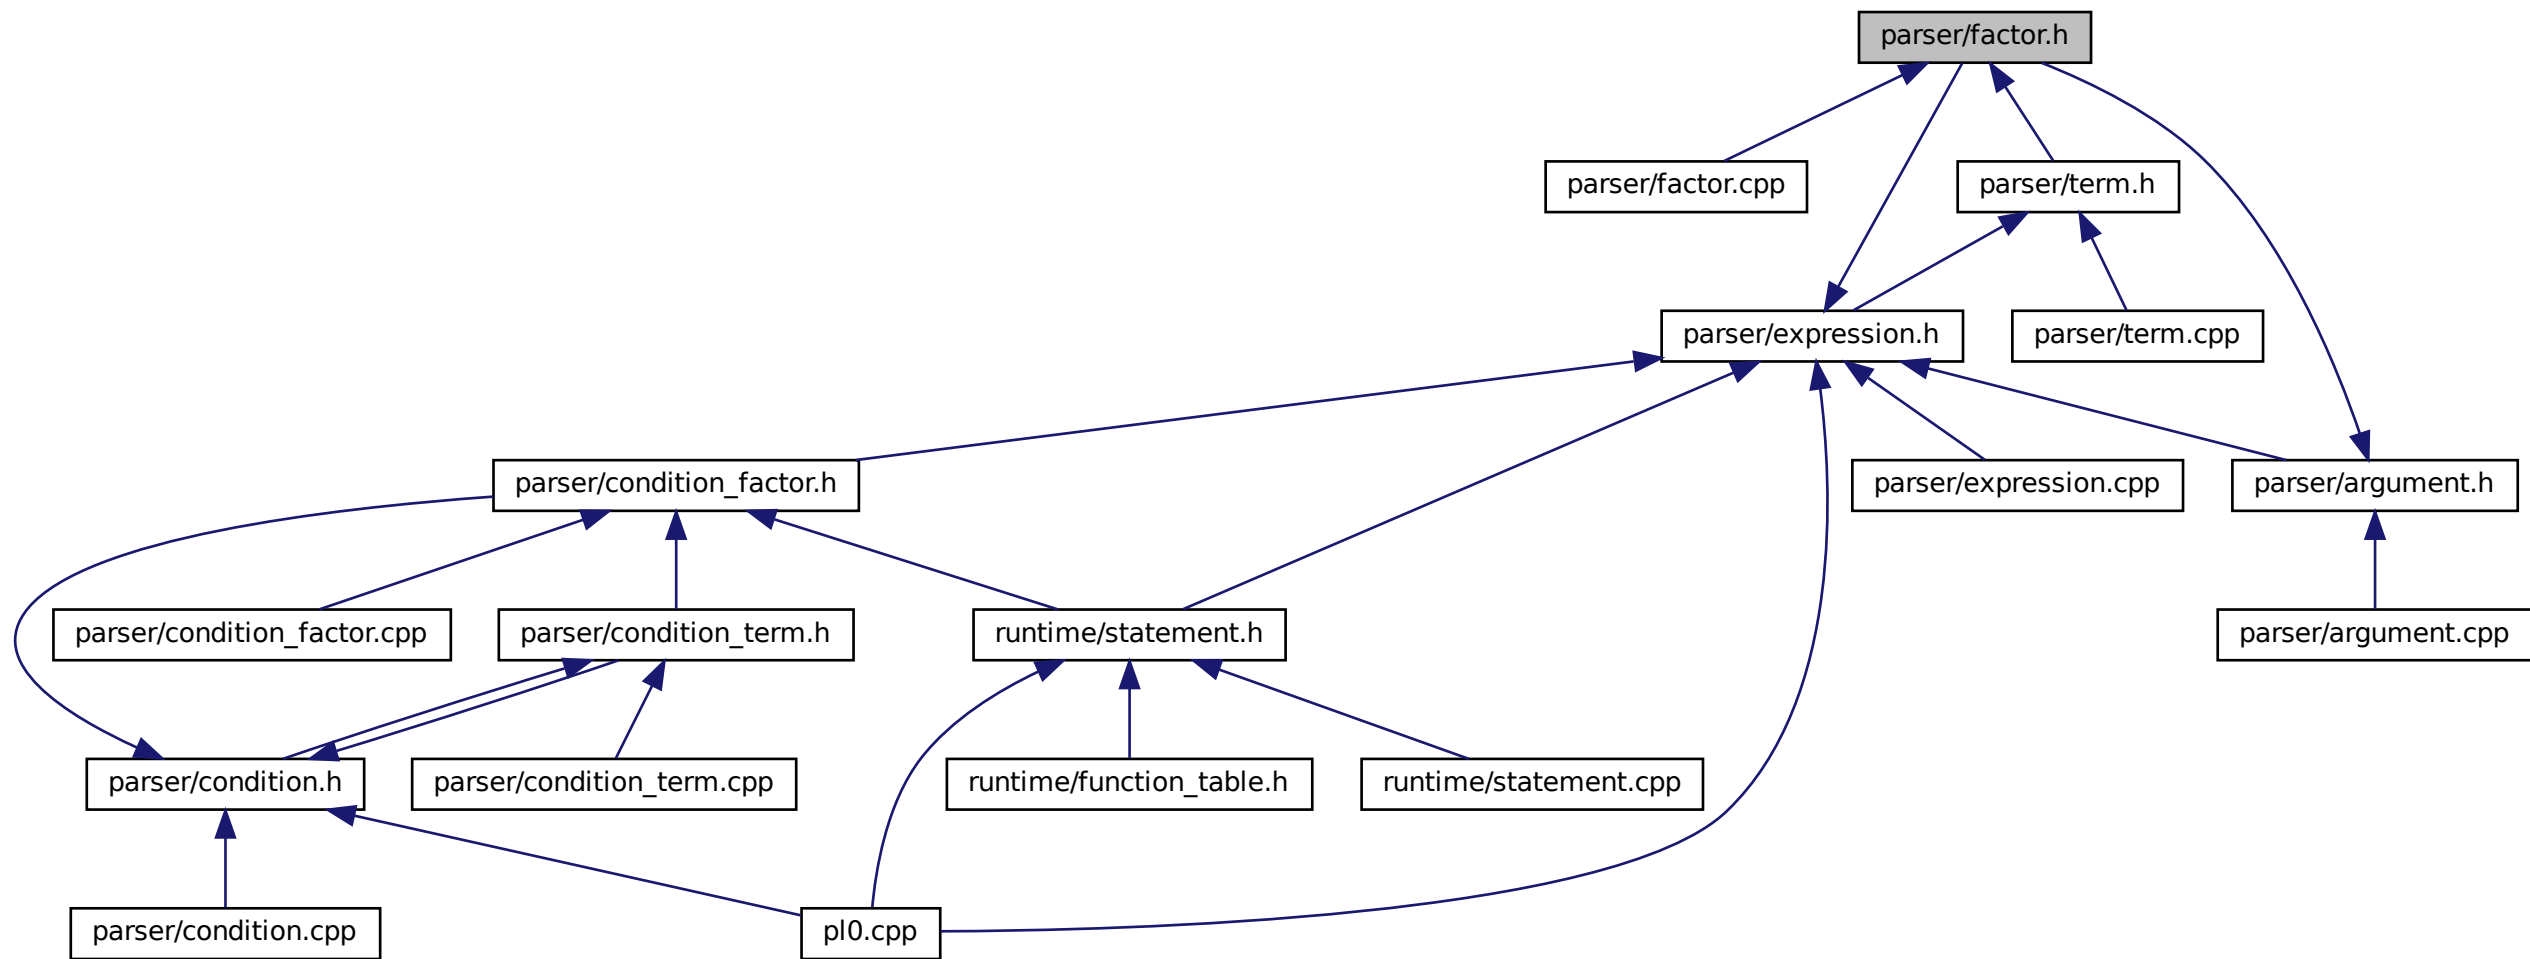 parser/factor.h
parser/factor.cpp
parser/term.h
parser/expression.h
parser/term.cpp
parser/condition_factor.h
parser/expression.cpp
parser/argument.h
parser/condition_factor.cpp
parser/condition_term.h
runtime/statement.h
parser/argument.cpp
parser/condition.h
parser/condition_term.cpp
runtime/function_table.h
runtime/statement.cpp
parser/condition.cpp
pl0.cpp